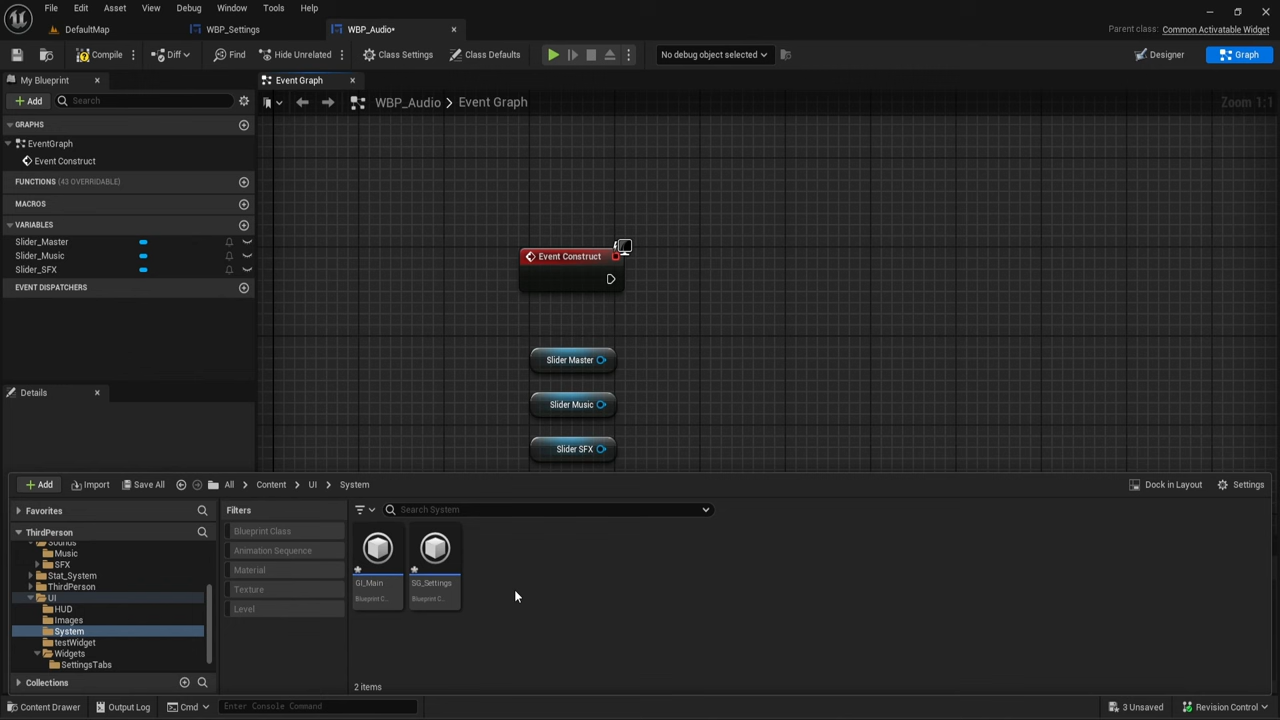 File Edit Asset View Debug Window Tools Help
DefaultMap WBP_Settings WBP_Audio• Parent class: Common Activatable Widget
Compile Diff Find Hide Unrelated Class Settings Class Defaults No debug object selected Designer Graph
My Blueprint Event Graph
Add Search WBP_Audio > Event Graph Zoom 1:1
GRAPHS
EventGraph
Event Construct
FUNCTIONS (43 OVERRIDABLE)
MACROS
VARIABLES
Slider_Master
Slider_Music
Slider_SFX
EVENT DISPATCHERS
Event Construct
Slider Master
Slider Music
Slider SFX
Details
Add Import Save All All > Content > UI > System Dock in Layout Settings
Favorites Filters Search System
ThirdPerson
Sounds
Music
SFX
Stat_System
ThirdPerson
UI
HUD
Images
System
testWidget
Widgets
SettingsTabs
Collections
Blueprint Class
Animation Sequence
Material
Texture
Level
GI_Main SG_Settings
Blueprint C... Blueprint C...
2 items
Content Drawer Output Log Cmd Enter Console Command 3 Unsaved Revision Control